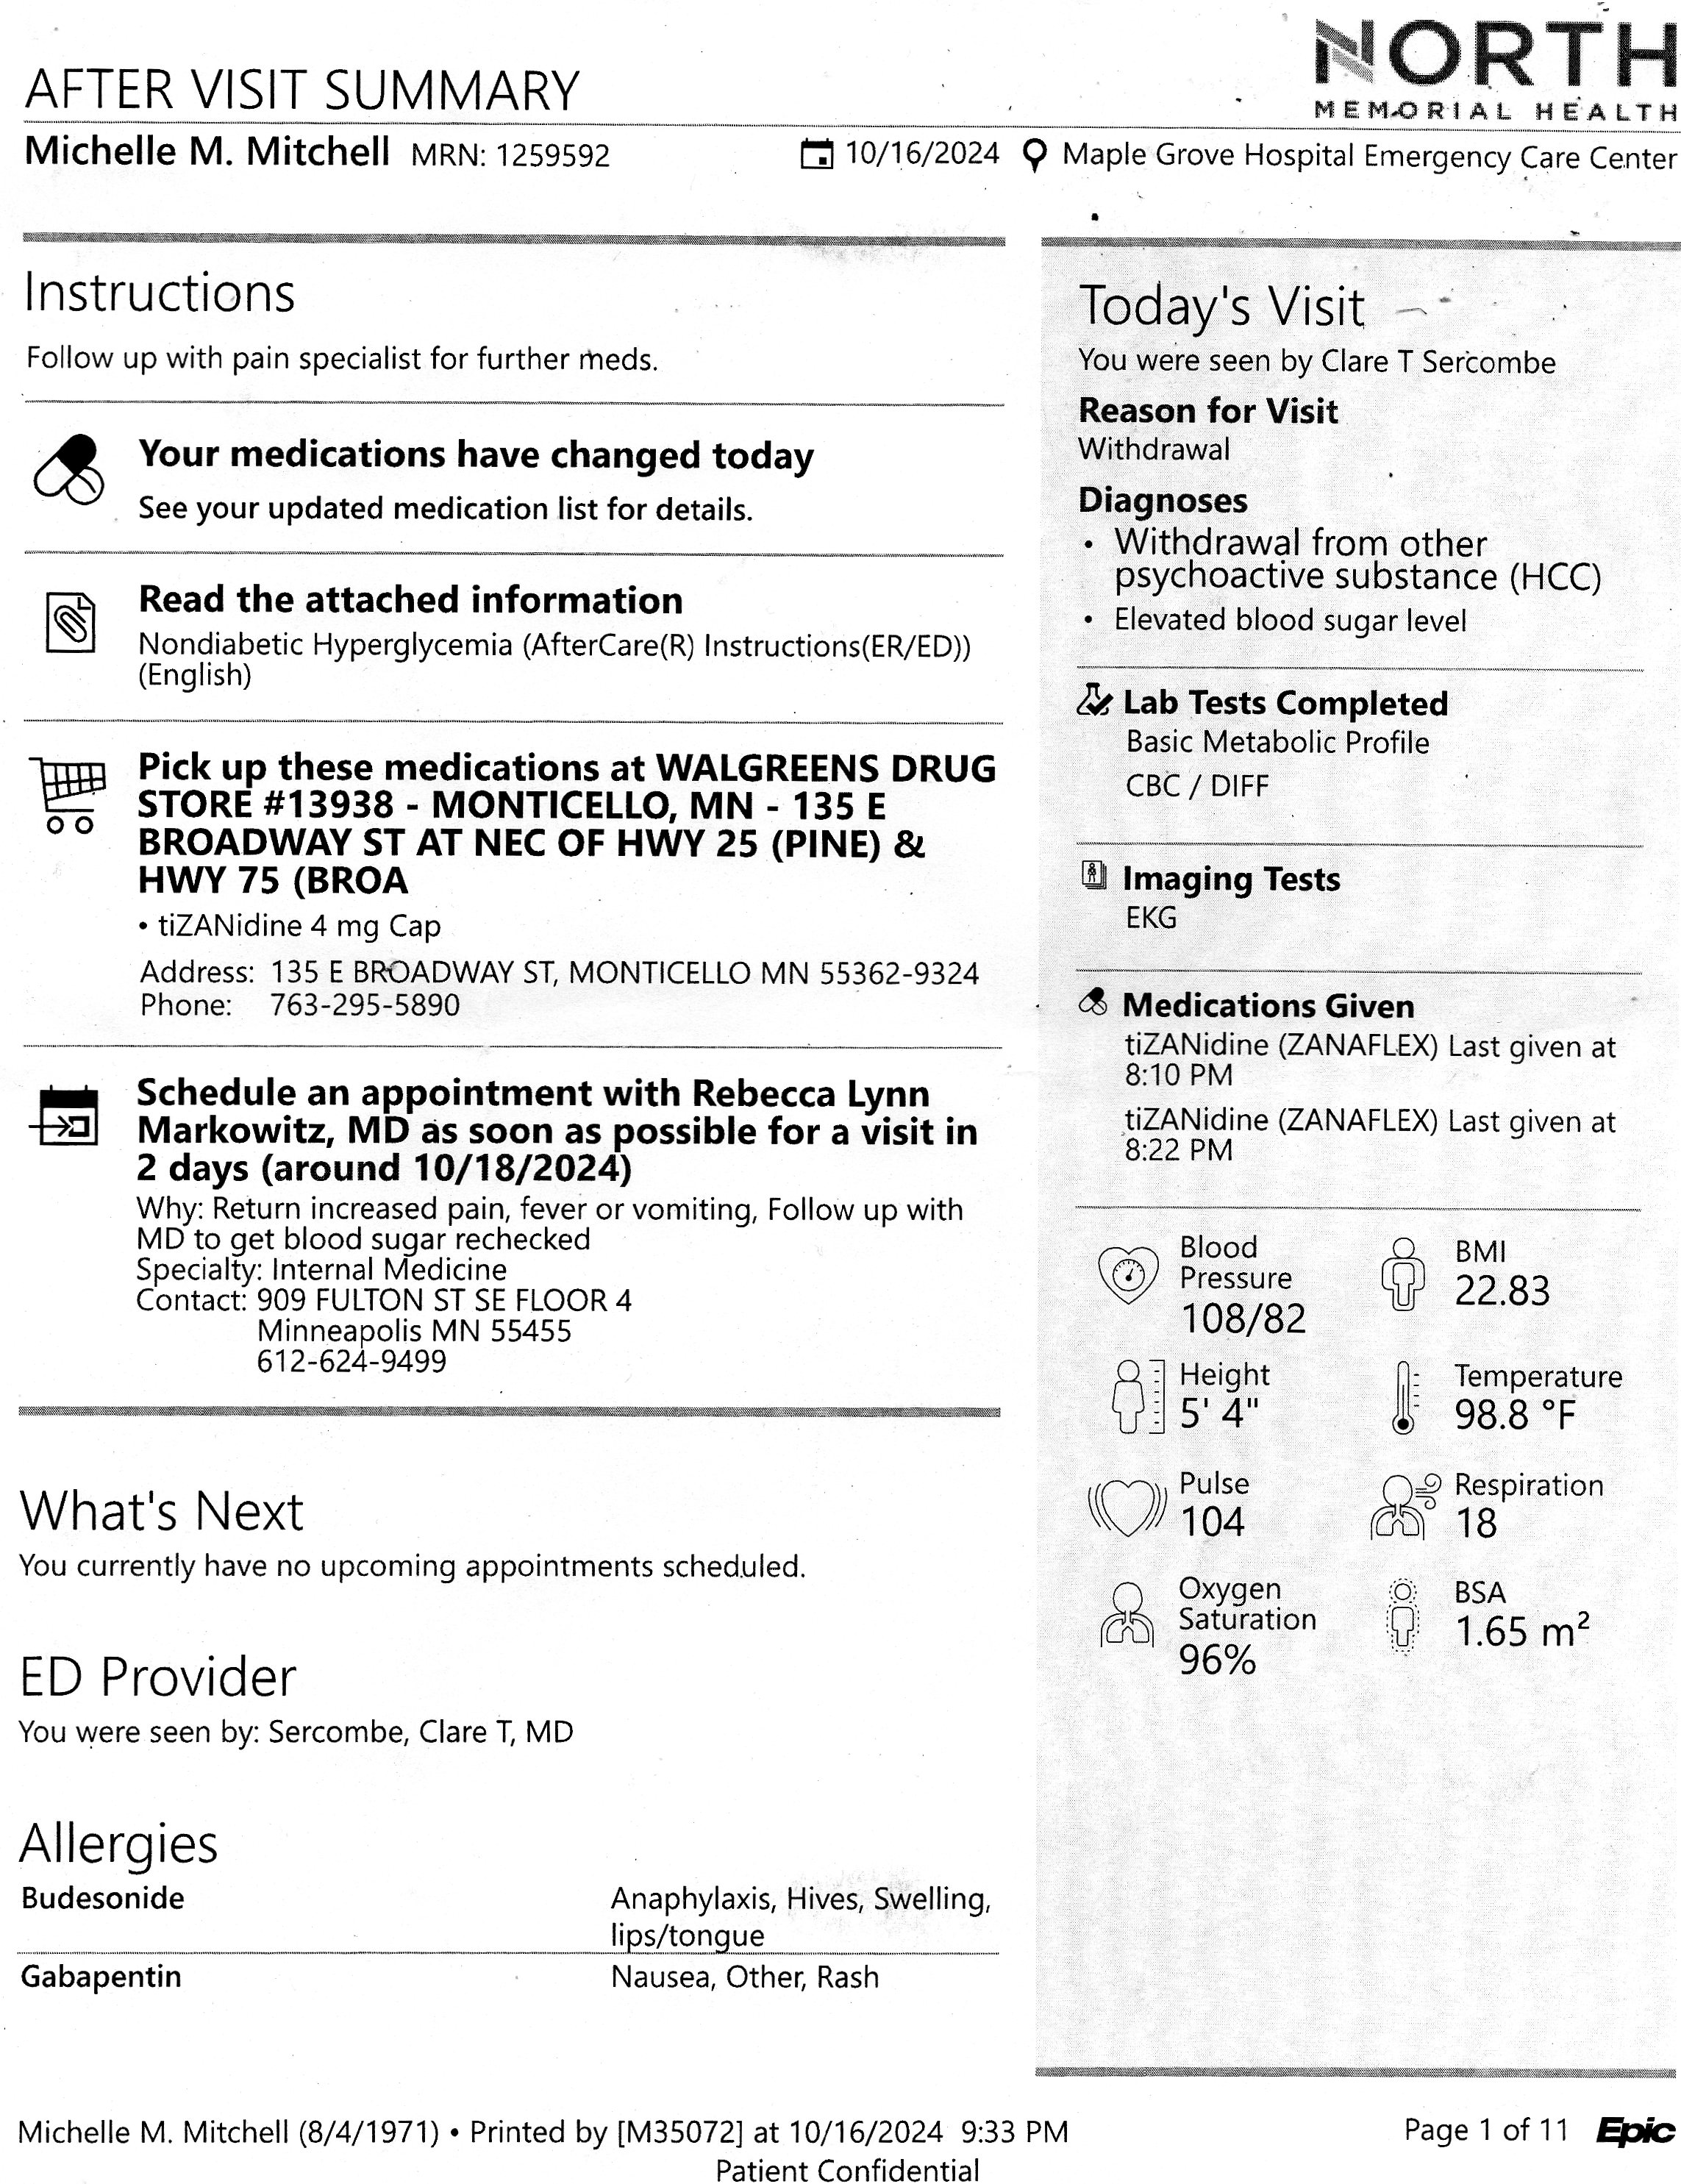 NORTH
MEMORIAL HEALTH
AFTER VISIT SUMMARY
Michelle M. Mitchell MRN: 1259592 10/16/2024 Maple Grove Hospital Emergency Care Center
Instructions
Follow up with pain specialist for further meds.
Your medications have changed today
See your updated medication list for details.
Read the attached information
Nondiabetic Hyperglycemia (AfterCare(R) Instructions(ER/ED))
(English)
Pick up these medications at WALGREENS DRUG
STORE #13938 - MONTICELLO, MN - 135 E
BROADWAY ST AT NEC OF HWY 25 (PINE) &
HWY 75 (BROA
• tiZANidine 4 mg Cap
Address: 135 E BROADWAY ST, MONTICELLO MN 55362-9324
Phone: 763-295-5890
Schedule an appointment with Rebecca Lynn
Markowitz, MD as soon as possible for a visit in
2 days (around 10/18/2024)
Why: Return increased pain, fever or vomiting, Follow up with
MD to get blood sugar rechecked
Specialty: Internal Medicine
Contact: 909 FULTON ST SE FLOOR 4
Minneapolis MN 55455
612-624-9499
What's Next
You currently have no upcoming appointments scheduled.
ED Provider
You were seen by: Sercombe, Clare T, MD
Allergies
Budesonide Anaphylaxis, Hives, Swelling,
lips/tongue
Gabapentin Nausea, Other, Rash
Today's Visit
You were seen by Clare T Sercombe
Reason for Visit
Withdrawal
Diagnoses
• Withdrawal from other
psychoactive substance (HCC)
• Elevated blood sugar level
Lab Tests Completed
Basic Metabolic Profile
CBC / DIFF
Imaging Tests
EKG
Medications Given
tiZANidine (ZANAFLEX) Last given at
8:10 PM
tiZANidine (ZANAFLEX) Last given at
8:22 PM
Blood
Pressure
108/82
BMI
22.83
Height
5' 4"
Temperature
98.8 °F
Pulse
104
Respiration
18
Oxygen
Saturation
96%
BSA
1.65 m²
Michelle M. Mitchell (8/4/1971) • Printed by [M35072] at 10/16/2024 9:33 PM
Page 1 of 11 Epic
Patient Confidential